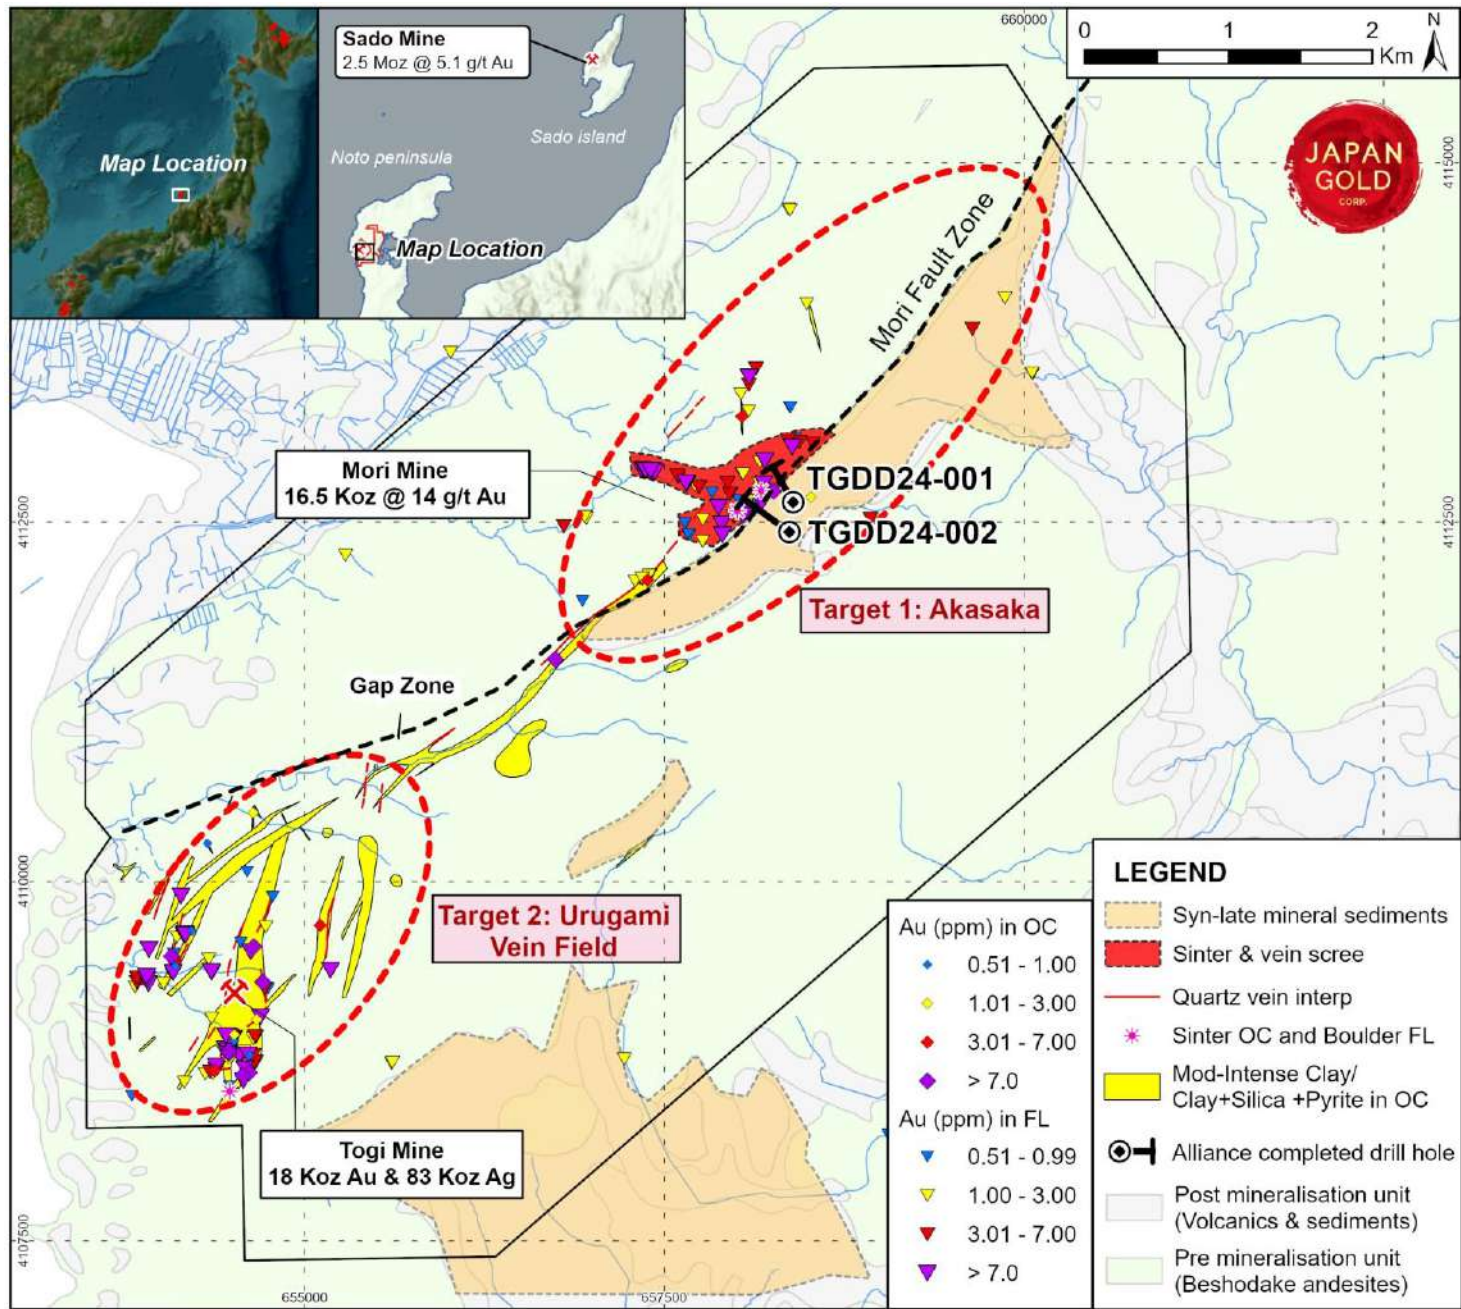 660000
Sado Mine
2.5 Moz @ 5.1 g/t Au
Sado island
Noto peninsula
Map Location
Map Location
0 1 2
Km
N
JAPAN
GOLD
CORP.
4115000
4115000
Mori Fault Zone
Mori Mine
16.5 Koz @ 14 g/t Au
TGDD24-001
TGDD24-002
4112500
4112500
Target 1: Akasaka
Gap Zone
4110000
Target 2: Urugami
Vein Field
Togi Mine
18 Koz Au & 83 Koz Ag
4107500
655000
657500
Au (ppm) in OC
0.51 - 1.00
1.01 - 3.00
3.01 - 7.00
> 7.0
Au (ppm) in FL
0.51 - 0.99
1.00 - 3.00
3.01 - 7.00
> 7.0
LEGEND
Syn-late mineral sediments
Sinter & vein scree
Quartz vein interp
Sinter OC and Boulder FL
Mod-Intense Clay/
Clay+Silica +Pyrite in OC
Alliance completed drill hole
Post mineralisation unit
(Volcanics & sediments)
Pre mineralisation unit
(Beshodake andesites)